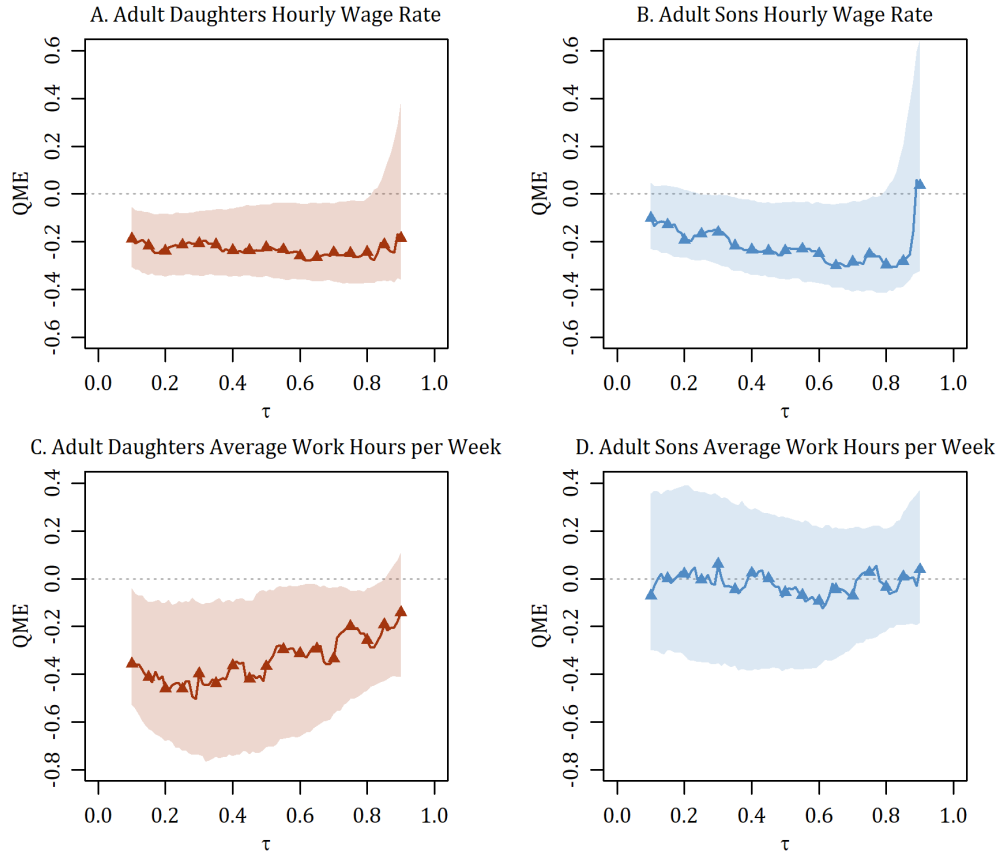 A. Adult Daughters Hourly Wage Rate
QME
0.6
0.4
0.2
0.0
-0.2
-0.4
-0.6
0.0 0.2 0.4 0.6 0.8 1.0
τ
B. Adult Sons Hourly Wage Rate
QME
0.6
0.4
0.2
0.0
-0.2
-0.4
-0.6
0.0 0.2 0.4 0.6 0.8 1.0
τ
C. Adult Daughters Average Work Hours per Week
QME
0.4
0.2
0.0
-0.2
-0.4
-0.6
-0.8
0.0 0.2 0.4 0.6 0.8 1.0
τ
D. Adult Sons Average Work Hours per Week
QME
0.4
0.2
0.0
-0.2
-0.4
-0.6
-0.8
0.0 0.2 0.4 0.6 0.8 1.0
τ